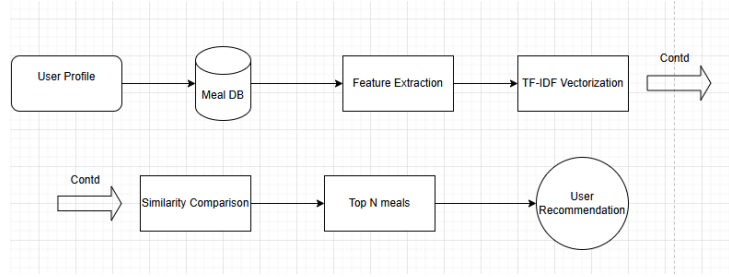 User Profile
Meal DB
Feature Extraction
TF-IDF Vectorization
Contd
Contd
Similarity Comparison
Top N meals
User
Recommendation